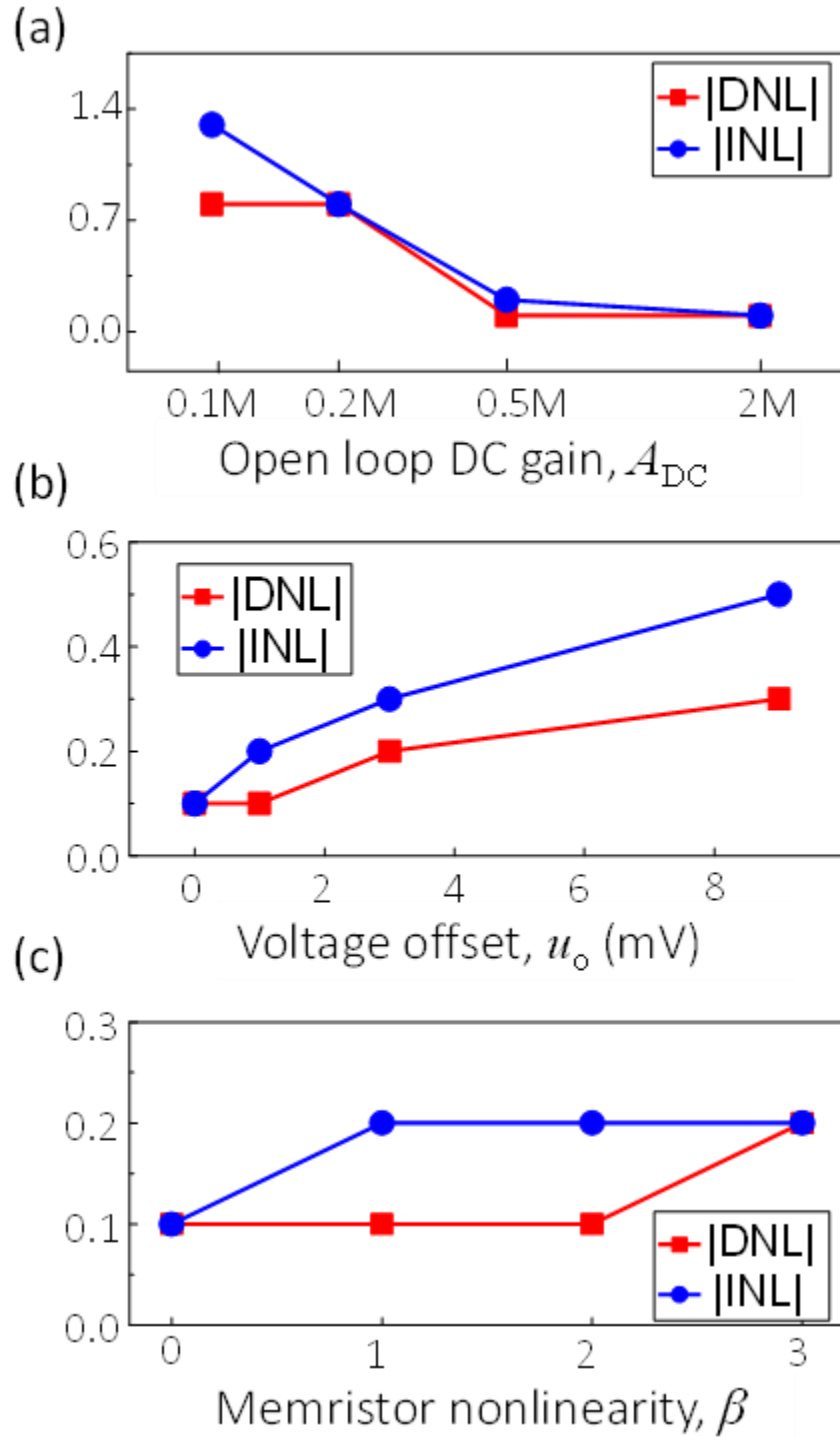 (a)
1.4
0.7
0.0
|DNL|
|INL|
0.1M 0.2M 0.5M 2M
Open loop DC gain, A_DC
(b)
0.6
0.4
0.2
0.0
|DNL|
|INL|
0 2 4 6 8
Voltage offset, u_o (mV)
(c)
0.3
0.2
0.1
0.0
|DNL|
|INL|
0 1 2 3
Memristor nonlinearity, β